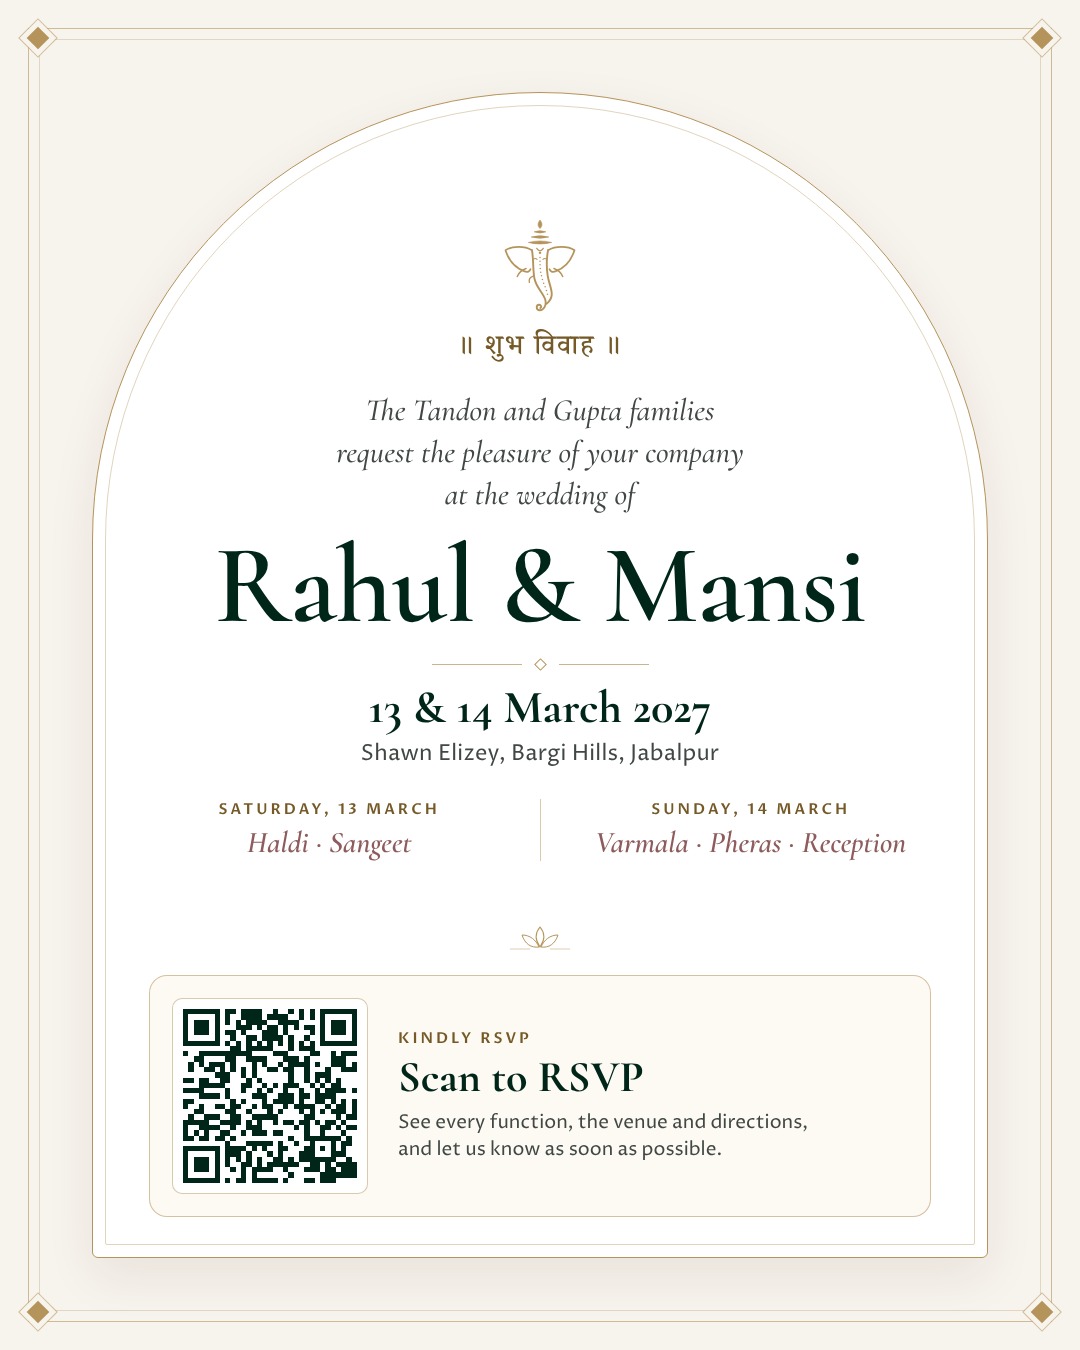 ॥ शुभ विवाह ॥
The Tandon and Gupta families
request the pleasure of your company
at the wedding of
Rahul & Mansi
13 & 14 March 2027
Shawn Elizey, Bargi Hills, Jabalpur
SATURDAY, 13 MARCH
Haldi · Sangeet
SUNDAY, 14 MARCH
Varmala · Pheras · Reception
KINDLY RSVP
Scan to RSVP
See every function, the venue and directions,
and let us know as soon as possible.